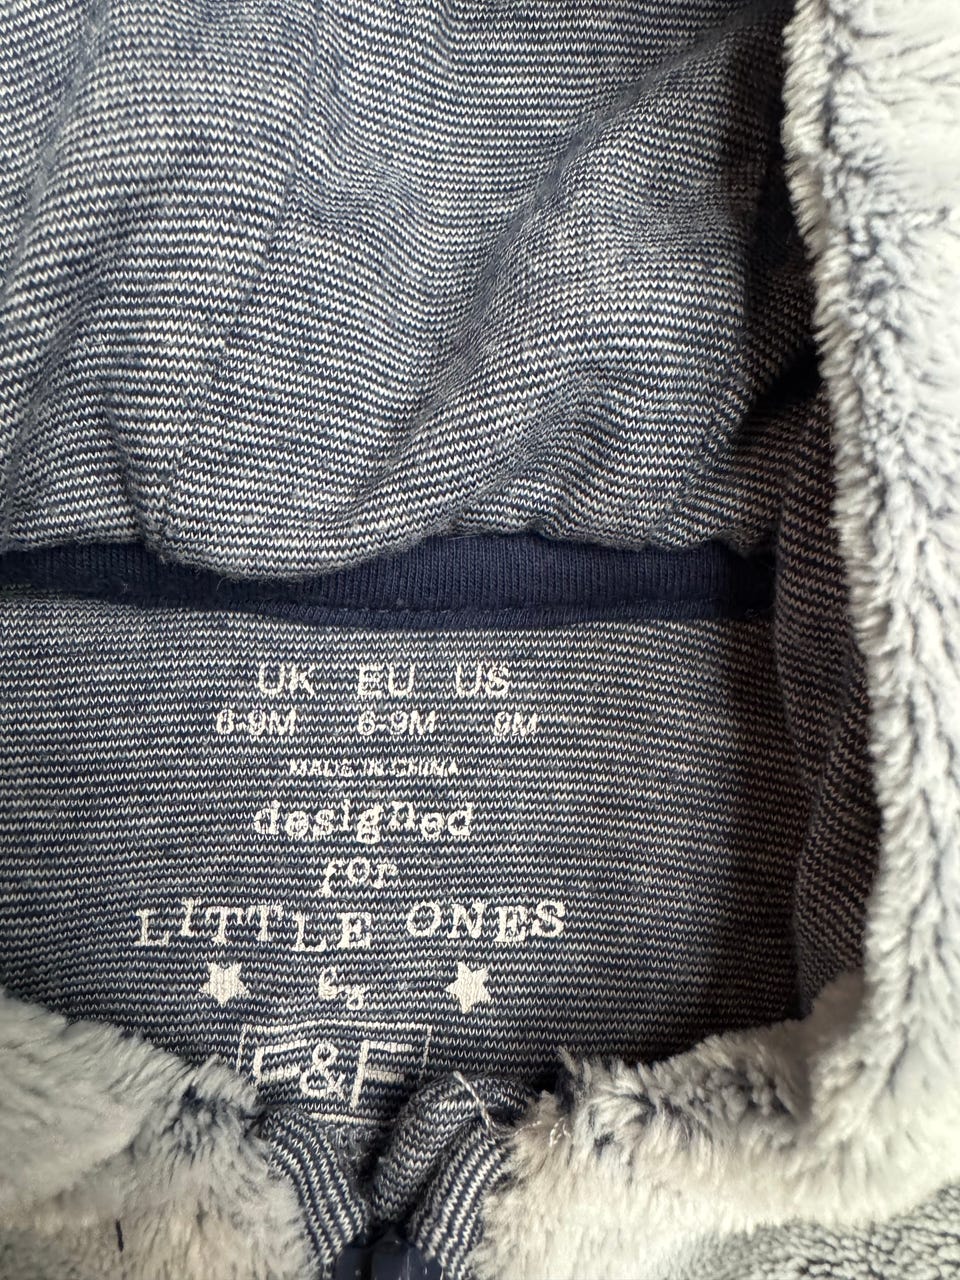 UK EU US
6-9M 6-9M 9M
MADE IN CHINA
designed
for
LITTLE ONES
by
F&F